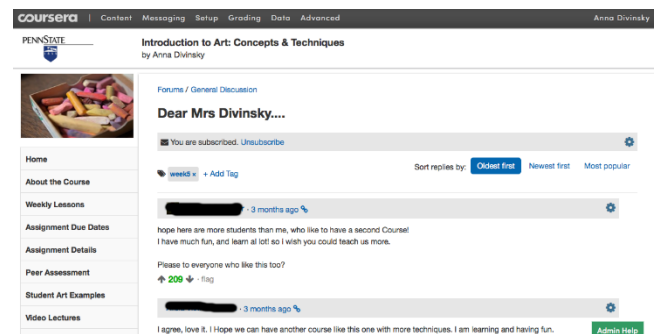 coursera | Content Messaging Setup Grading Data Advanced Anna Divinsky
PENNSTATE
Introduction to Art: Concepts & Techniques
by Anna Divinsky
Forums / General Discussion
Dear Mrs Divinsky....
You are subscribed. Unsubscribe
week5 x + Add Tag
Sort replies by: Oldest first Newest first Most popular
· 3 months ago
hope here are more students than me, who like to have a second Course!
I have much fun, and learn al lot! so I wish you could teach us more.
Please to everyone who like this too?
209 · flag
· 3 months ago
I agree, love it. I Hope we can have another course like this one with more techniques. I am learning and having fun.
Home
About the Course
Weekly Lessons
Assignment Due Dates
Assignment Details
Peer Assessment
Student Art Examples
Video Lectures
Admin Help